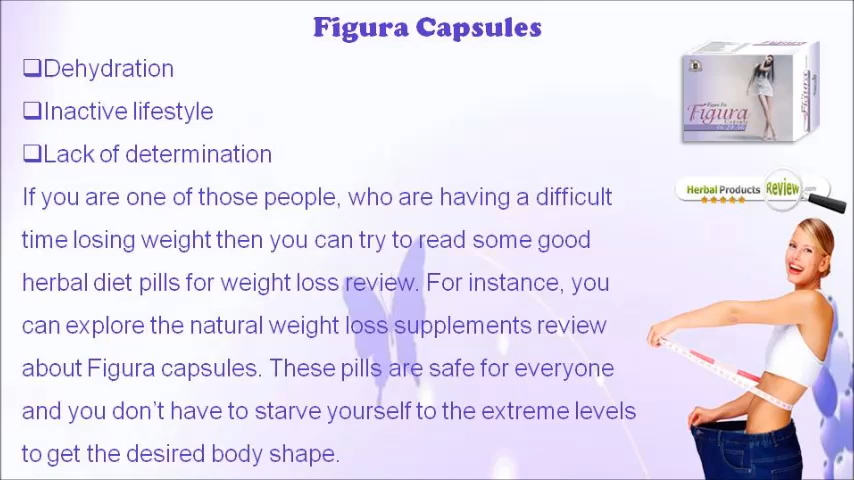 Figura Capsules
❑Dehydration
❑Inactive lifestyle
❑Lack of determination
If you are one of those people, who are having a difficult
time losing weight then you can try to read some good
herbal diet pills for weight loss review. For instance, you
can explore the natural weight loss supplements review
about Figura capsules. These pills are safe for everyone
and you don't have to starve yourself to the extreme levels
to get the desired body shape.
Figura
Herbal Products Review.com